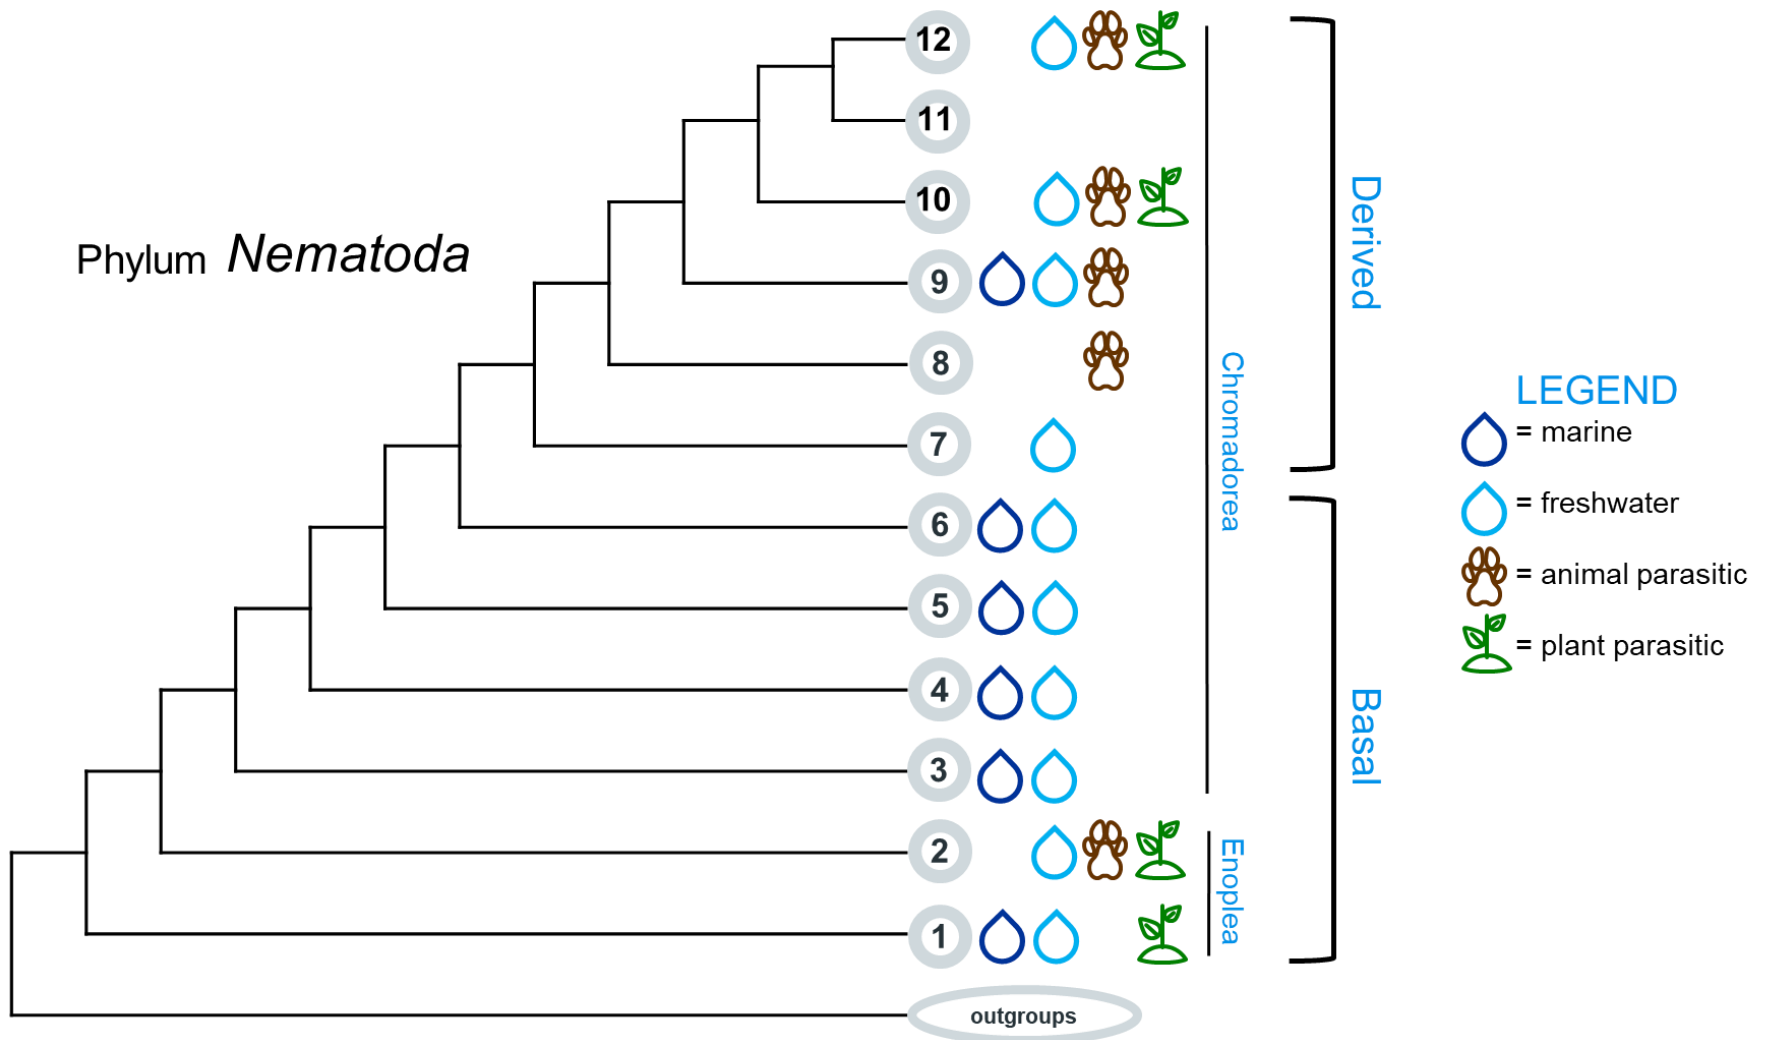 Phylum Nematoda
12
11
10
9
8
7
6
5
4
3
2
1
outgroups
Chromadorea
Enoplea
Derived
Basal
LEGEND
= marine
= freshwater
= animal parasitic
= plant parasitic